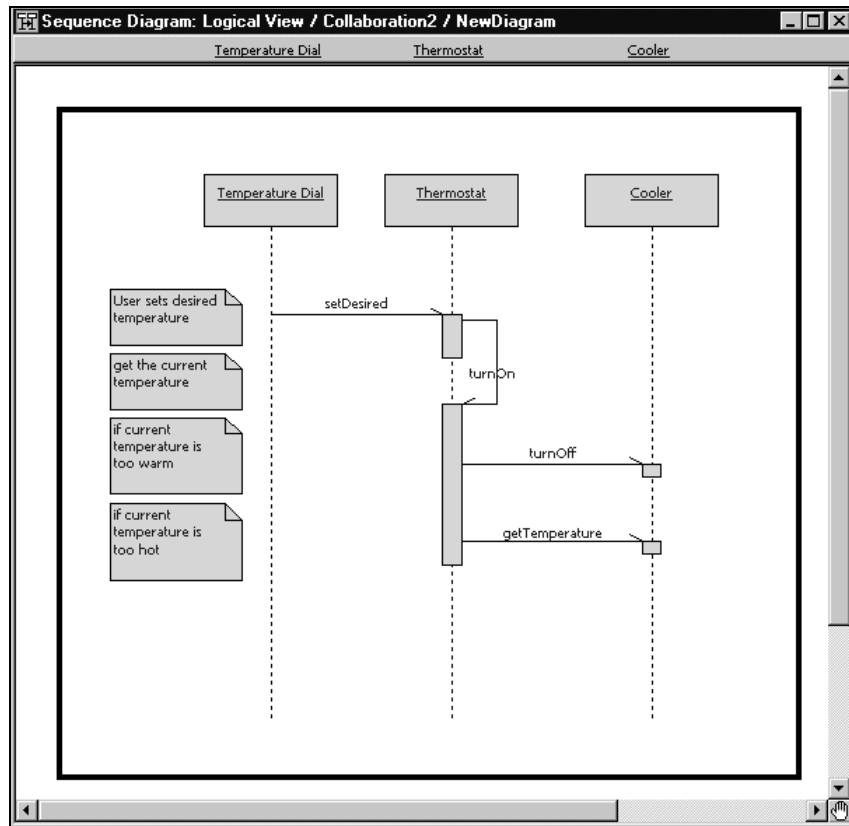 Sequence Diagram: Logical View / Collaboration2 / NewDiagram
Temperature Dial Thermostat Cooler
Temperature Dial Thermostat Cooler
User sets desired
temperature
setDesired
get the current
temperature
turnOn
if current
temperature is
too warm
turnOff
if current
temperature is
too hot
getTemperature